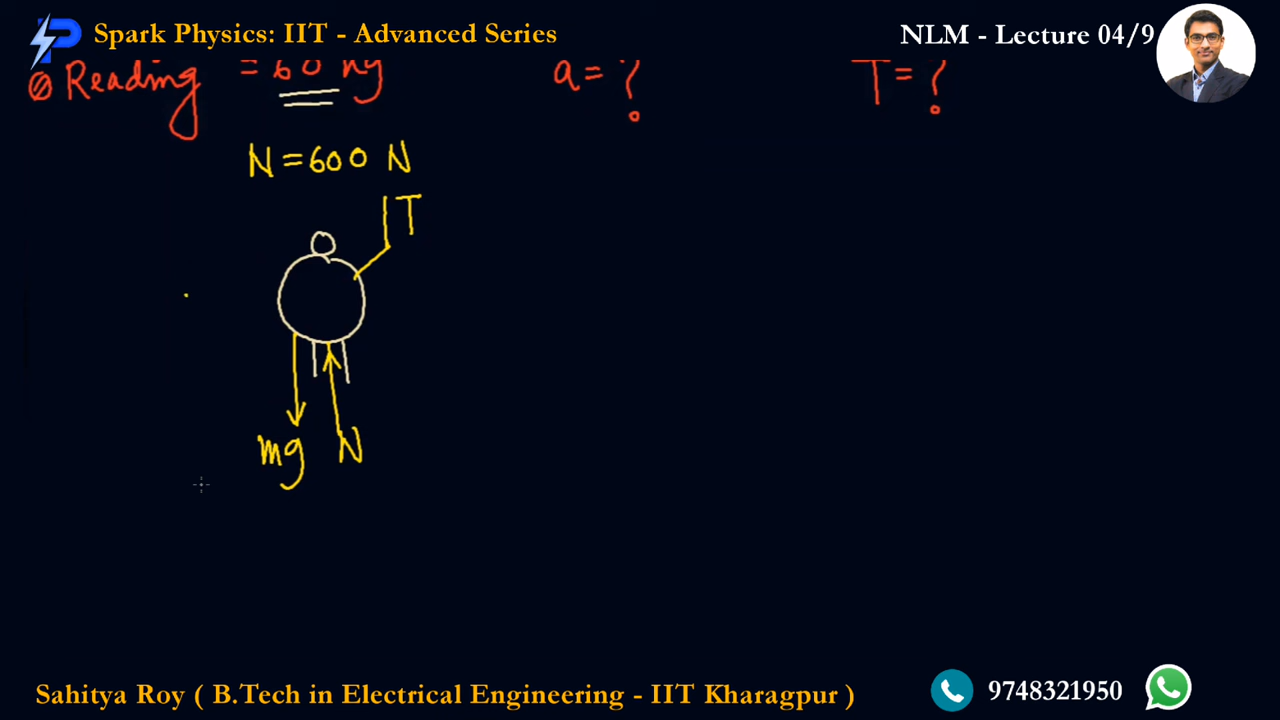 Spark Physics: IIT - Advanced Series
NLM - Lecture 04/9
Reading = 60 kg a = ? T = ?
N = 600 N
T
mg N
Sahitya Roy ( B.Tech in Electrical Engineering - IIT Kharagpur )
9748321950